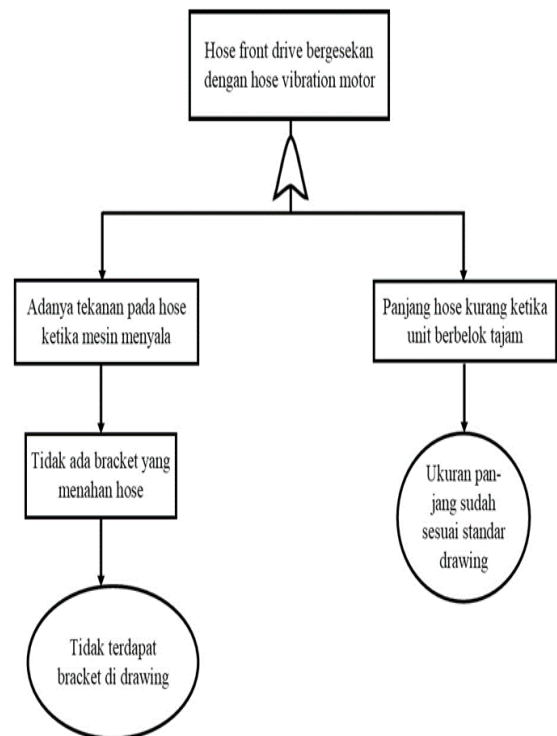 Hose front drive bergesekan
dengan hose vibration motor
Adanya tekanan pada hose
ketika mesin menyala
Panjang hose kurang ketika
unit berbelok tajam
Tidak ada bracket yang
menahan hose
Ukuran pan-
jang sudah
sesuai standar
drawing
Tidak terdapat
bracket di drawing